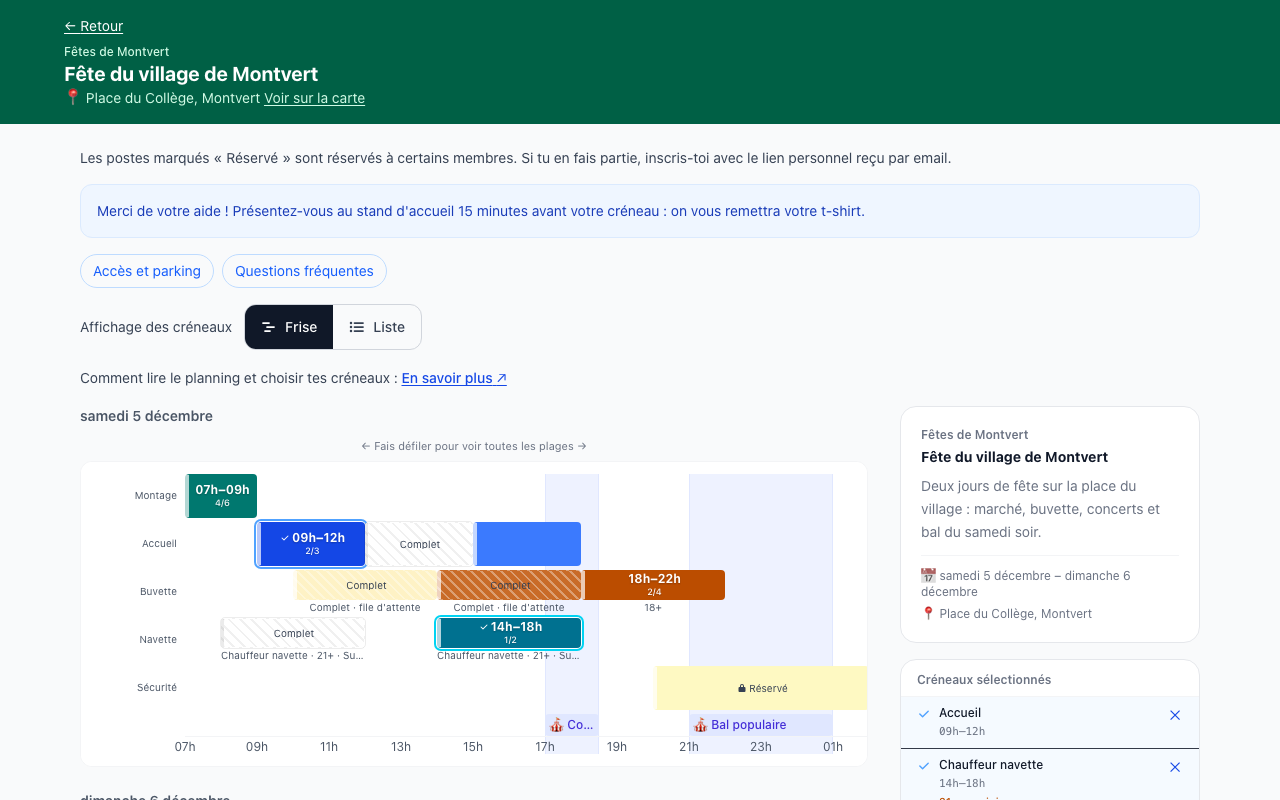 ← Retour
Fêtes de Montvert
Fête du village de Montvert
📍 Place du Collège, Montvert Voir sur la carte
Les postes marqués « Réservé » sont réservés à certains membres. Si tu en fais partie, inscris-toi avec le lien personnel reçu par email.
Merci de votre aide ! Présentez-vous au stand d'accueil 15 minutes avant votre créneau : on vous remettra votre t-shirt.
Accès et parking
Questions fréquentes
Affichage des créneaux
Frise
Liste
Comment lire le planning et choisir tes créneaux : En savoir plus ↗
samedi 5 décembre
← Fais défiler pour voir toutes les plages →
Montage
07h–09h
4/6
Accueil
✓ 09h–12h
2/3
Complet
Buvette
Complet
Complet · file d'attente
Complet
Complet · file d'attente
18h–22h
2/4
18+
Navette
Complet
Chauffeur navette · 21+ · Su…
✓ 14h–18h
1/2
Chauffeur navette · 21+ · Su…
Sécurité
🔒 Réservé
🎪 Co…
🎪 Bal populaire
07h 09h 11h 13h 15h 17h 19h 21h 23h 01h
Fêtes de Montvert
Fête du village de Montvert
Deux jours de fête sur la place du
village : marché, buvette, concerts et
bal du samedi soir.
📅 samedi 5 décembre – dimanche 6
décembre
📍 Place du Collège, Montvert
Créneaux sélectionnés
✓ Accueil
09h–12h
✓ Chauffeur navette
14h–18h
dimanche 6 décembre